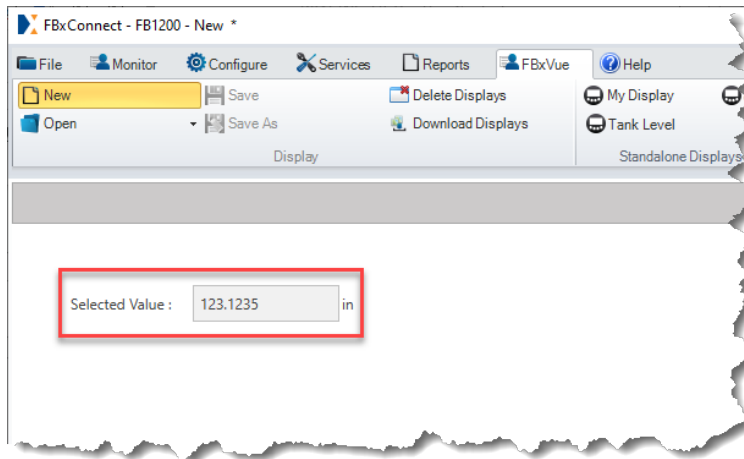 FBxConnect - FB1200 - New *
File Monitor Configure Services Reports FBxVue Help
New Save Delete Displays My Display
Open Save As Download Displays Tank Level
Display Standalone Displays
Selected Value : 123.1235 in